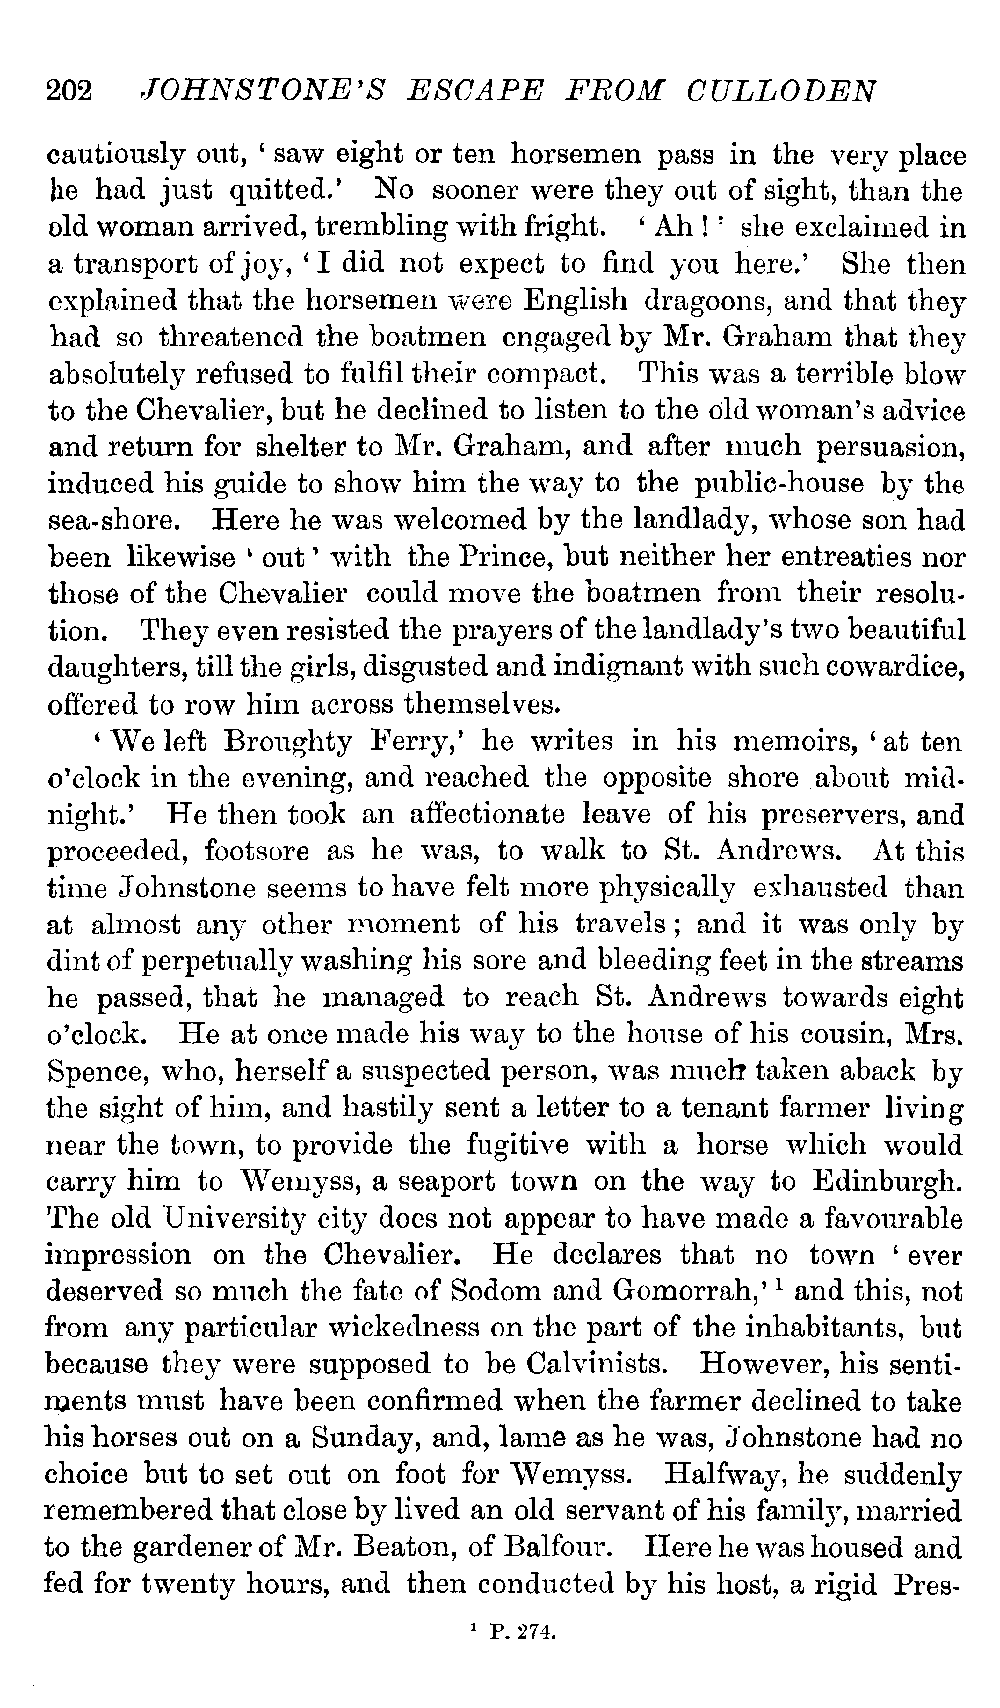 202 JOHNSTONE'S ESCAPE FROM CULLODEN
cautiously out, ‘ saw eight or ten horsemen pass in the very place
he had just quitted.’ No sooner were they out of sight, than the
old woman arrived, trembling with fright. ‘ Ah ! ’ she exclaimed in
a transport of joy, ‘ I did not expect to find you here.’ She then
explained that the horsemen were English dragoons, and that they
had so threatened the boatmen engaged by Mr. Graham that they
absolutely refused to fulfil their compact. This was a terrible blow
to the Chevalier, but he declined to listen to the old woman’s advice
and return for shelter to Mr. Graham, and after much persuasion,
induced his guide to show him the way to the public-house by the
sea-shore. Here he was welcomed by the landlady, whose son had
been likewise ‘ out ’ with the Prince, but neither her entreaties nor
those of the Chevalier could move the boatmen from their resolu-
tion. They even resisted the prayers of the landlady’s two beautiful
daughters, till the girls, disgusted and indignant with such cowardice,
offered to row him across themselves.
‘ We left Broughty Ferry,’ he writes in his memoirs, ‘ at ten
o’clock in the evening, and reached the opposite shore about mid-
night.’ He then took an affectionate leave of his preservers, and
proceeded, footsore as he was, to walk to St. Andrews. At this
time Johnstone seems to have felt more physically exhausted than
at almost any other moment of his travels ; and it was only by
dint of perpetually washing his sore and bleeding feet in the streams
he passed, that he managed to reach St. Andrews towards eight
o’clock. He at once made his way to the house of his cousin, Mrs.
Spence, who, herself a suspected person, was much taken aback by
the sight of him, and hastily sent a letter to a tenant farmer living
near the town, to provide the fugitive with a horse which would
carry him to Wemyss, a seaport town on the way to Edinburgh.
The old University city does not appear to have made a favourable
impression on the Chevalier. He declares that no town ‘ ever
deserved so much the fate of Sodom and Gomorrah,’ ¹ and this, not
from any particular wickedness on the part of the inhabitants, but
because they were supposed to be Calvinists. However, his senti-
ments must have been confirmed when the farmer declined to take
his horses out on a Sunday, and, lame as he was, Johnstone had no
choice but to set out on foot for Wemyss. Halfway, he suddenly
remembered that close by lived an old servant of his family, married
to the gardener of Mr. Beaton, of Balfour. Here he was housed and
fed for twenty hours, and then conducted by his host, a rigid Pres-
¹ P. 274.